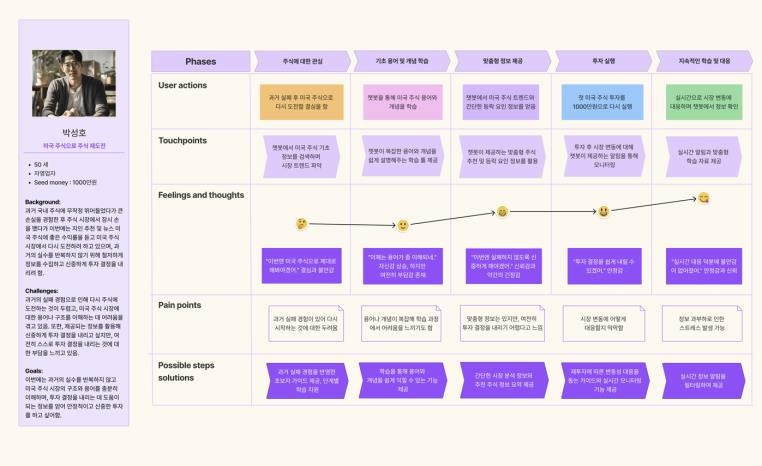 박성호
미국 주식으로 주식 재도전
50 세
자영업자
Seed money : 1000만원
Background:
과거 국내 주식에 무작정 뛰어들었다가 큰
손실을 경험한 후 주식 시장에서 잠시 손
을 뗐다가 이번에는 지인 추천 및 뉴스 미
국 주식에 좋은 수익률을 듣고 미국 주식
시장에서 다시 도전하려 하고 있으며, 과
거의 실수를 반복하지 않기 위해 철저하게
정보를 수집하고 신중하게 투자 결정을 내
리려 함.
Challenges:
과거의 실패 경험으로 인해 다시 주식에
도전하는 것이 두렵고, 미국 주식 시장에
대한 용어나 구조를 이해하는 데 어려움을
겪고 있음. 또한, 제공되는 정보를 활용해
신중하게 투자 결정을 내리고 싶지만, 여
전히 스스로 투자 결정을 내리는 것에 대
한 부담을 느끼고 있음.
Goals:
이번에는 과거의 실수를 반복하지 않고
미국 주식 시장의 구조와 용어를 충분히
이해하며, 투자 결정을 내리는 데 도움이
되는 정보를 얻어 안정적이고 신중한 투자
를 하고 싶어함.
Phases
주식에 대한 관심
기초 용어 및 개념 학습
맞춤형 정보 제공
투자 실행
지속적인 학습 및 대응
User actions
과거 실패 후 미국 주식으로
다시 도전할 결심을 함
챗봇을 통해 미국 주식 용어와
개념을 학습
챗봇에서 미국 주식 트렌드와
간단한 등락 요인 정보를 얻음
첫 미국 주식 투자를
1000만원으로 다시 실행
실시간으로 시장 변동에
대응하며 챗봇에서 정보 확인
Touchpoints
챗봇에서 미국 주식 기초
정보를 검색하며
시장 트렌드 파악
챗봇이 복잡한 용어와 개념을
쉽게 설명해주는 학습 툴 제공
챗봇이 제공하는 맞춤형 주식
추천 및 등락 요인 정보를 활용
투자 후 시장 변동에 대해
챗봇이 제공하는 알림을 통해
모니터링
실시간 알림과 맞춤형
학습 자료 제공
Feelings and thoughts
"이번엔 미국 주식으로 제대로
해봐야겠어," 결심과 불안감
"이제는 용어가 좀 이해되네,"
자신감 상승, 하지만
여전히 부담감 존재
"이번엔 실패하지 않도록 신
중하게 해야겠어," 신뢰감과
약간의 긴장감
"투자 결정을 쉽게 내릴 수
있겠어," 안정감
"실시간 대응 덕분에 불안감
이 없어졌어," 안정감과 신뢰
Pain points
과거 실패 경험이 있어 다시
시작하는 것에 대한 두려움
용어나 개념이 복잡해 학습 과정
에서 어려움을 느끼기도 함
맞춤형 정보는 있지만, 여전히
투자 결정을 내리기 어렵다고 느낌
시장 변동에 어떻게
대응할지 막막함
정보 과부하로 인한
스트레스 발생 가능
Possible steps
solutions
과거 실패 경험을 반영한
초보자 가이드 제공, 단계별
학습 지원
학습을 통해 용어와
개념을 쉽게 익힐 수 있는 기능
제공
간단한 시장 분석 정보와
추천 주식 정보 요약 제공
재투자에 따른 변동성 대응을
돕는 가이드와 실시간 모니터링
기능 제공
실시간 정보 알림을
필터링하여 제공